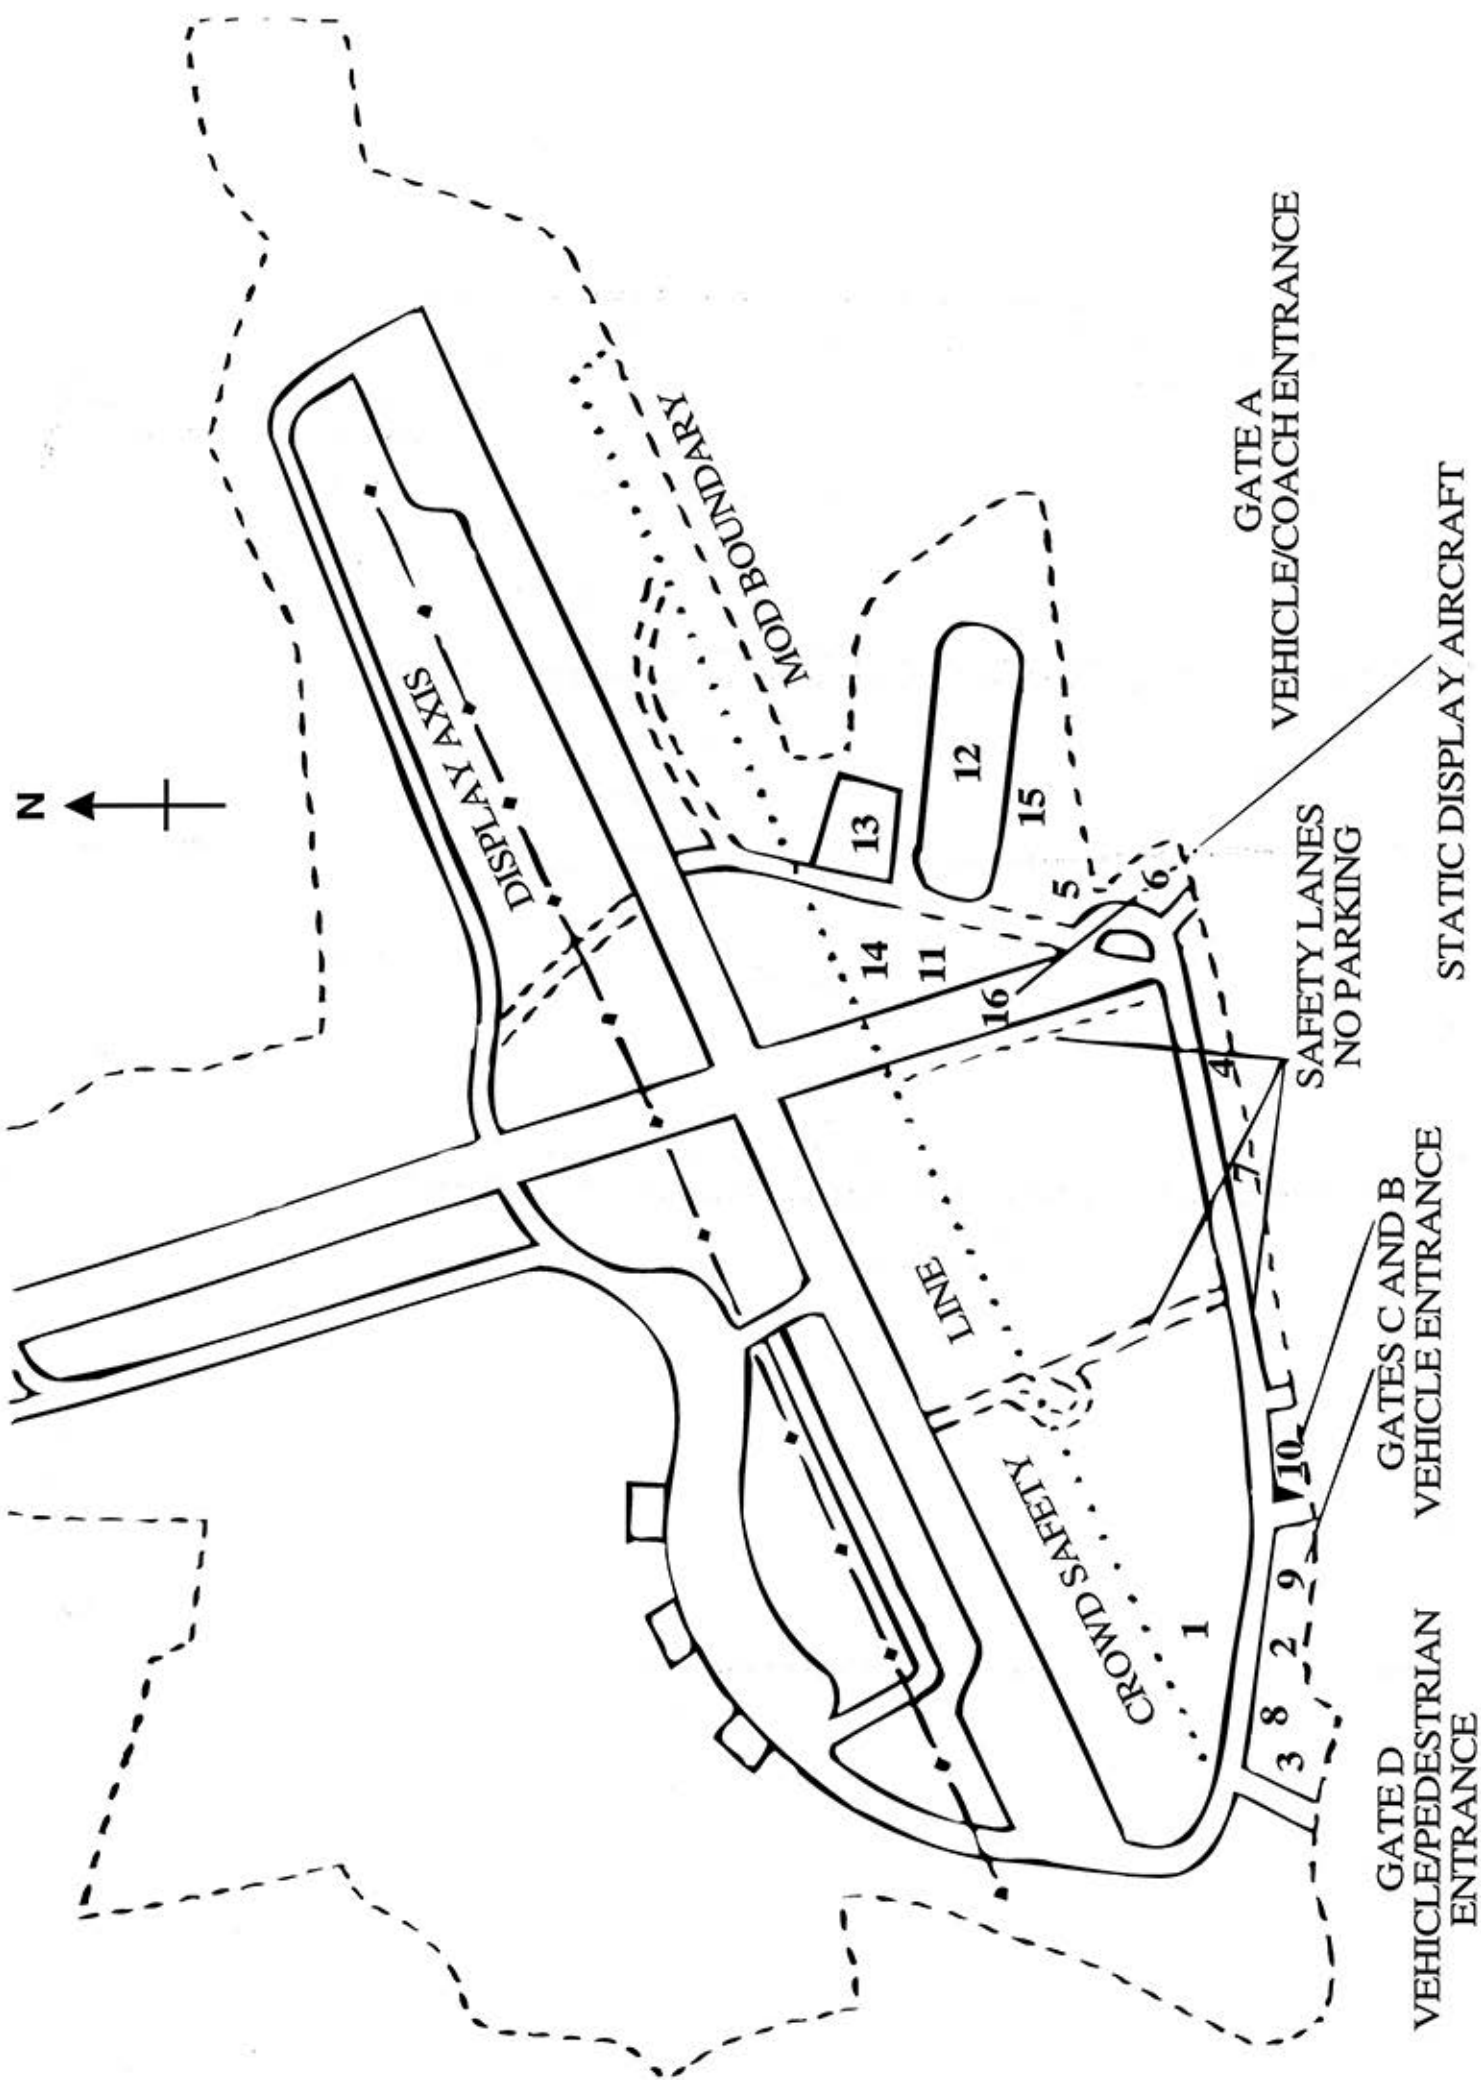 N
DISPLAY AXIS
MOD BOUNDARY
LINE
CROWD SAFETY
13
12
15
14
11
16
5
6
4
7
1
10
9
2
8
3
GATE A
VEHICLE/COACH ENTRANCE
STATIC DISPLAY AIRCRAFT
SAFETY LANES
NO PARKING
GATES C AND B
VEHICLE ENTRANCE
GATE D
VEHICLE/PEDESTRIAN
ENTRANCE